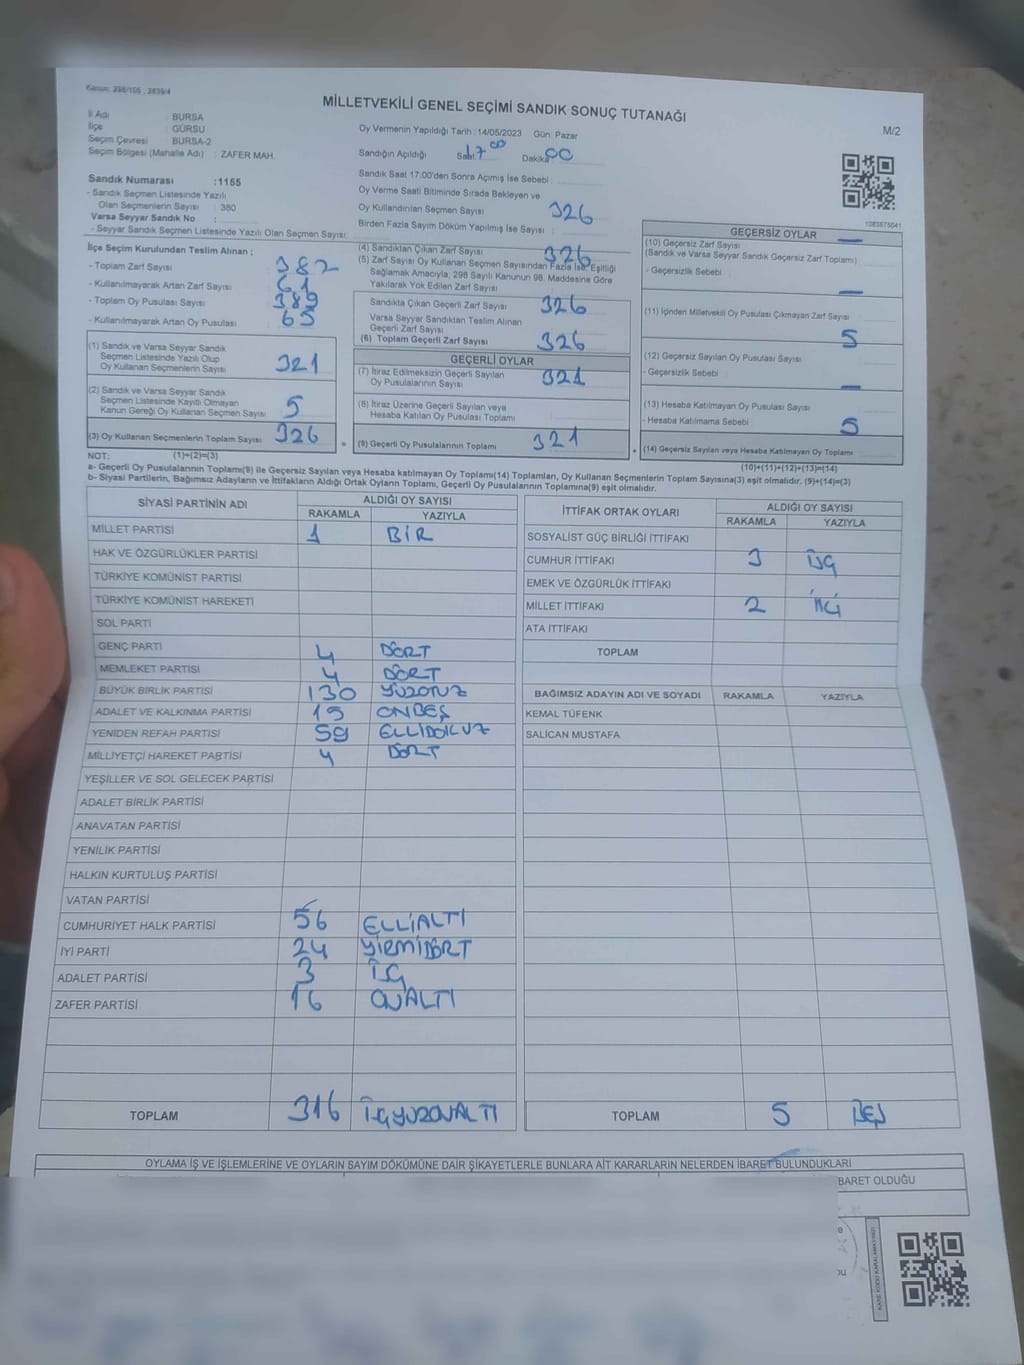 Kanun: 298/105 , 2839/4
MİLLETVEKİLİ GENEL SEÇİMİ SANDIK SONUÇ TUTANAĞI
M/2
İl Adı : BURSA
İlçe : GÜRSU
Seçim Çevresi : BURSA-2
Seçim Bölgesi (Mahalle Adı) : ZAFER MAH.
Sandık Numarası :1155
- Sandık Seçmen Listesinde Yazılı
Olan Seçmenlerin Sayısı : 380
Varsa Seyyar Sandık No :
- Seyyar Sandık Seçmen Listesinde Yazılı Olan Seçmen Sayısı:
İlçe Seçim Kurulundan Teslim Alınan ;
- Toplam Zarf Sayısı : 382
- Kullanılmayarak Artan Zarf Sayısı : 61
- Toplam Oy Pusulası Sayısı : 389
- Kullanılmayarak Artan Oy Pusulası : 65
(1) Sandık ve Varsa Seyyar Sandık
Seçmen Listesinde Yazılı Olup
Oy Kullanan Seçmenlerin Sayısı : 321
(2) Sandık ve Varsa Seyyar Sandık
Seçmen Listesinde Kayıtlı Olmayan
Kanun Gereği Oy Kullanan Seçmen Sayısı : 5
(3) Oy Kullanan Seçmenlerin Toplam Sayısı : 326
Oy Vermenin Yapıldığı Tarih : 14/05/2023 Gün: Pazar
Sandığın Açıldığı Saat 17 00 Dakika 00
Sandık Saat 17:00'den Sonra Açımış İse Sebebi :
Oy Verme Saati Bitiminde Sırada Bekleyen ve
Oy Kullandırılan Seçmen Sayısı : 326
Birden Fazla Sayım Döküm Yapılmış İse Sayısı :
(4) Sandıktan Çıkan Zarf Sayısı 326
(5) Zarf Sayısı Oy Kullanan Seçmen Sayısından Fazla İse, Eşitliği
Sağlamak Amacıyla; 298 Sayılı Kanunun 98. Maddesine Göre
Yakılarak Yok Edilen Zarf Sayısı
Sandıkta Çıkan Geçerli Zarf Sayısı : 326
Varsa Seyyar Sandıktan Teslim Alınan
Geçerli Zarf Sayısı :
(6) Toplam Geçerli Zarf Sayısı : 326
GEÇERLİ OYLAR
(7) İtiraz Edilmeksizin Geçerli Sayılan
Oy Pusulalarının Sayısı : 321
(8) İtiraz Üzerine Geçerli Sayılan veya
Hesaba Katılan Oy Pusulası Toplamı :
(9) Geçerli Oy Pusulalarının Toplamı : 321
GEÇERSİZ OYLAR
(10) Geçersiz Zarf Sayısı —
(Sandık ve Varsa Seyyar Sandık Geçersiz Zarf Toplamı)
- Geçersizlik Sebebi :
(11) İçinden Milletvekili Oy Pusulası Çıkmayan Zarf Sayısı —
(12) Geçersiz Sayılan Oy Pusulası Sayısı 5
- Geçersizlik Sebebi :
(13) Hesaba Katılmayan Oy Pusulası Sayısı —
- Hesaba Katılmama Sebebi :
(14) Geçersiz Sayılan veya Hesaba Katılmayan Oy Toplamı 5
NOT: (1)+(2)=(3)
(10)+(11)+(12)+(13)=(14)
a- Geçerli Oy Pusulalarının Toplamı(9) ile Geçersiz Sayılan veya Hesaba katılmayan Oy Toplamı(14) Toplamları, Oy Kullanan Seçmenlerin Toplam Sayısına(3) eşit olmalıdır. (9)+(14)=(3)
b- Siyasi Partilerin, Bağımsız Adayların ve İttifakların Aldığı Ortak Oyların Toplamı, Geçerli Oy Pusulalarının Toplamına(9) eşit olmalıdır.
SİYASİ PARTİNİN ADI ALDIĞI OY SAYISI
RAKAMLA YAZIYLA
MİLLET PARTİSİ 1 BİR
HAK VE ÖZGÜRLÜKLER PARTİSİ
TÜRKİYE KOMÜNİST PARTİSİ
TÜRKİYE KOMÜNİST HAREKETİ
SOL PARTİ
GENÇ PARTİ 4 DÖRT
MEMLEKET PARTİSİ 4 DÖRT
BÜYÜK BİRLİK PARTİSİ 130 YÜZOTUZ
ADALET VE KALKINMA PARTİSİ 15 ONBEŞ
YENİDEN REFAH PARTİSİ 59 ELLİDOKUZ
MİLLİYETÇİ HAREKET PARTİSİ 4 DÖRT
YEŞİLLER VE SOL GELECEK PARTİSİ
ADALET BİRLİK PARTİSİ
ANAVATAN PARTİSİ
YENİLİK PARTİSİ
HALKIN KURTULUŞ PARTİSİ
VATAN PARTİSİ
CUMHURİYET HALK PARTİSİ 56 ELLİALTI
İYİ PARTİ 24 YİRMİDÖRT
ADALET PARTİSİ 3 ÜÇ
ZAFER PARTİSİ 16 ONALTI
TOPLAM 316 ÜÇYÜZONALTI
İTTİFAK ORTAK OYLARI ALDIĞI OY SAYISI
RAKAMLA YAZIYLA
SOSYALİST GÜÇ BİRLİĞİ İTTİFAKI
CUMHUR İTTİFAKI 3 ÜÇ
EMEK VE ÖZGÜRLÜK İTTİFAKI
MİLLET İTTİFAKI 2 İKİ
ATA İTTİFAKI
TOPLAM
BAĞIMSIZ ADAYIN ADI VE SOYADI RAKAMLA YAZIYLA
KEMAL TÜFENK
SALİCAN MUSTAFA
TOPLAM 5 BEŞ
OYLAMA İŞ VE İŞLEMLERİNE VE OYLARIN SAYIM DÖKÜMÜNE DAİR ŞİKAYETLERLE BUNLARA AİT KARARLARIN NELERDEN İBARET BULUNDUKLARI
BARET OLDUĞU